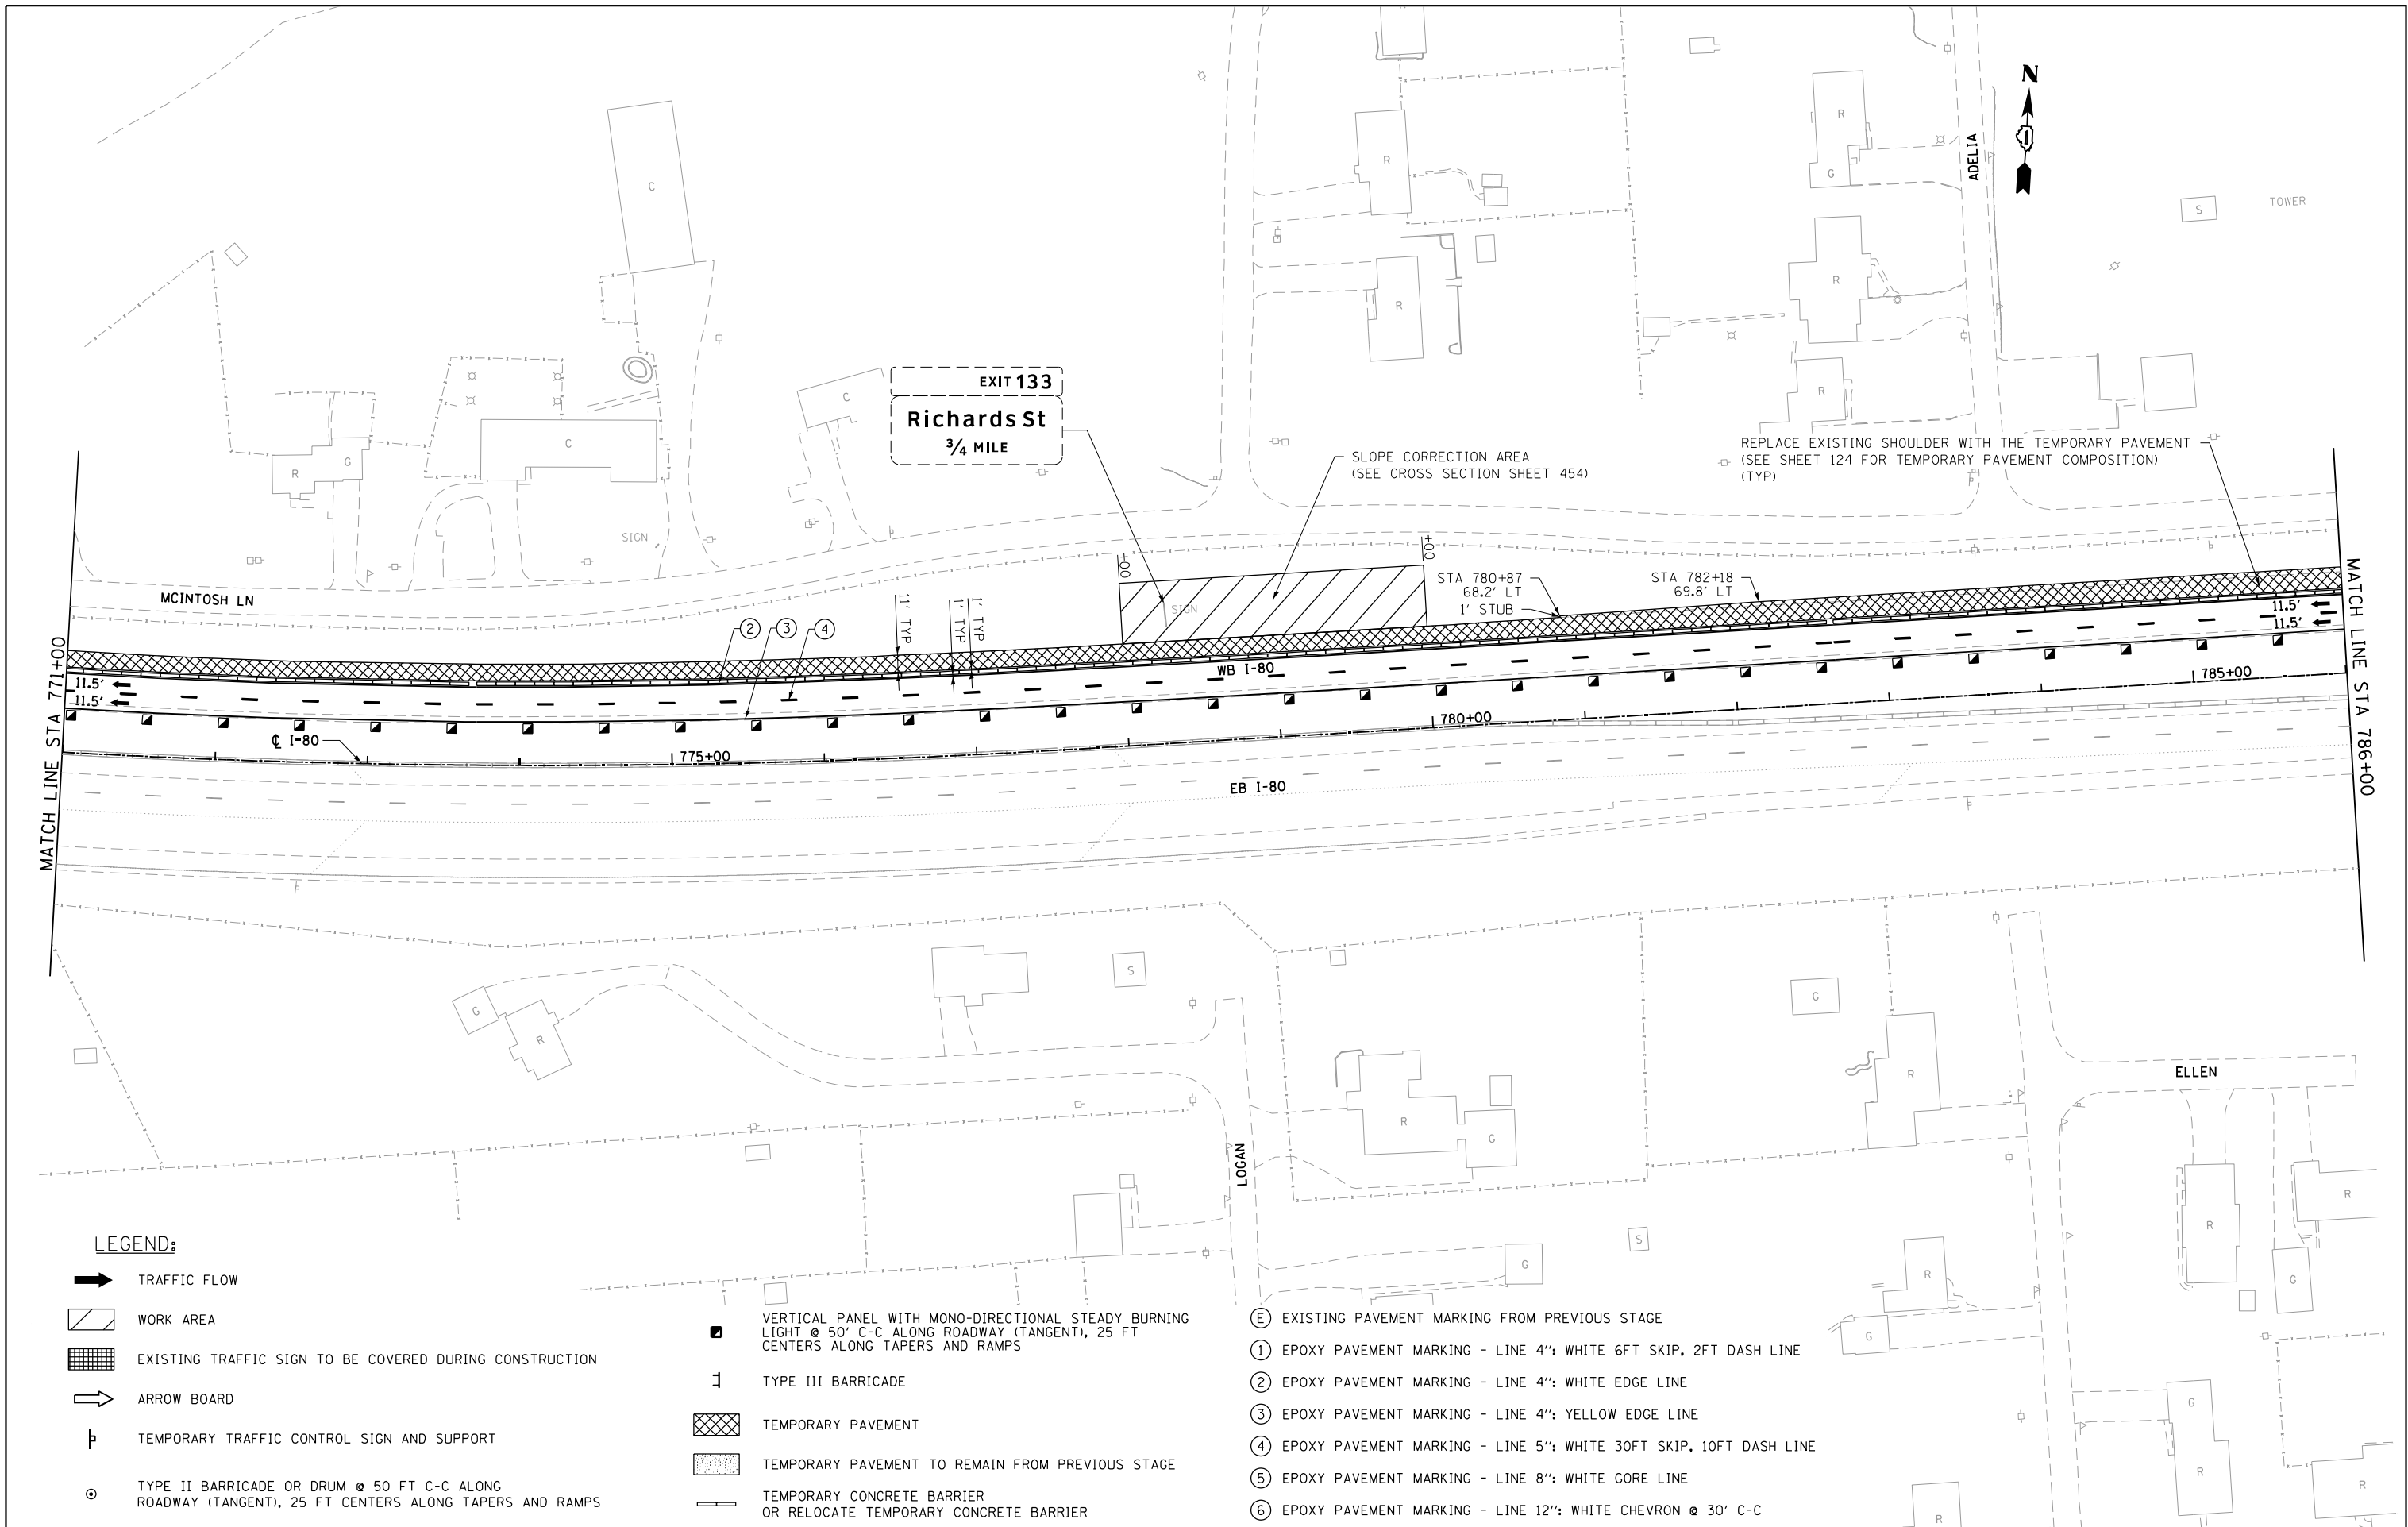 N
ADELIA
R
R
G
C
S
TOWER
R
R
EXIT 133
Richards St
3/4 MILE
C
R
C
R
G
SLOPE CORRECTION AREA
(SEE CROSS SECTION SHEET 454)
REPLACE EXISTING SHOULDER WITH THE TEMPORARY PAVEMENT
(SEE SHEET 124 FOR TEMPORARY PAVEMENT COMPOSITION)
(TYP)
SIGN
+00
+00
STA 780+87
68.2' LT
1' STUB
STA 782+18
69.8' LT
MCINTOSH LN
SIGN
11' TYP
1' TYP
1' TYP
2
3
4
11.5'
11.5'
WB I-80
11.5'
11.5'
MATCH LINE STA 771+00
MATCH LINE STA 786+00
℄ I-80
775+00
780+00
785+00
EB I-80
S
G
R
G
R
G
R
ELLEN
LOGAN
G
S
R
G
R
R
G
G
R
R
R
LEGEND:
TRAFFIC FLOW
WORK AREA
EXISTING TRAFFIC SIGN TO BE COVERED DURING CONSTRUCTION
ARROW BOARD
TEMPORARY TRAFFIC CONTROL SIGN AND SUPPORT
TYPE II BARRICADE OR DRUM @ 50 FT C-C ALONG
ROADWAY (TANGENT), 25 FT CENTERS ALONG TAPERS AND RAMPS
VERTICAL PANEL WITH MONO-DIRECTIONAL STEADY BURNING
LIGHT @ 50' C-C ALONG ROADWAY (TANGENT), 25 FT
CENTERS ALONG TAPERS AND RAMPS
TYPE III BARRICADE
TEMPORARY PAVEMENT
TEMPORARY PAVEMENT TO REMAIN FROM PREVIOUS STAGE
TEMPORARY CONCRETE BARRIER
OR RELOCATE TEMPORARY CONCRETE BARRIER
E EXISTING PAVEMENT MARKING FROM PREVIOUS STAGE
1 EPOXY PAVEMENT MARKING - LINE 4": WHITE 6FT SKIP, 2FT DASH LINE
2 EPOXY PAVEMENT MARKING - LINE 4": WHITE EDGE LINE
3 EPOXY PAVEMENT MARKING - LINE 4": YELLOW EDGE LINE
4 EPOXY PAVEMENT MARKING - LINE 5": WHITE 30FT SKIP, 10FT DASH LINE
5 EPOXY PAVEMENT MARKING - LINE 8": WHITE GORE LINE
6 EPOXY PAVEMENT MARKING - LINE 12": WHITE CHEVRON @ 30' C-C